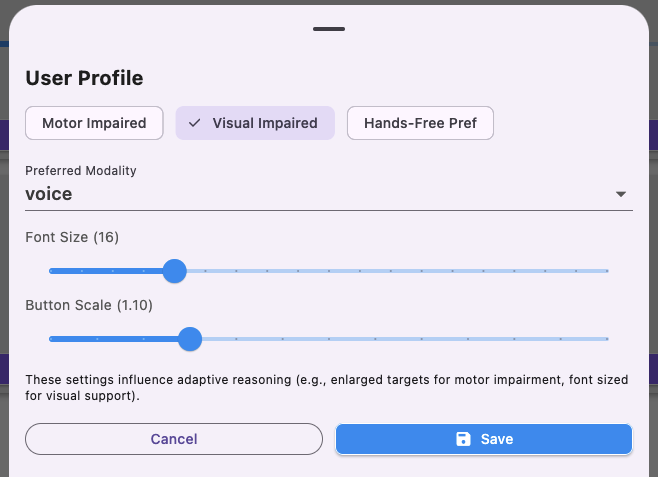 User Profile
Motor Impaired
Visual Impaired
Hands-Free Pref
Preferred Modality
voice
Font Size (16)
Button Scale (1.10)
These settings influence adaptive reasoning (e.g., enlarged targets for motor impairment, font sized
for visual support).
Cancel
Save